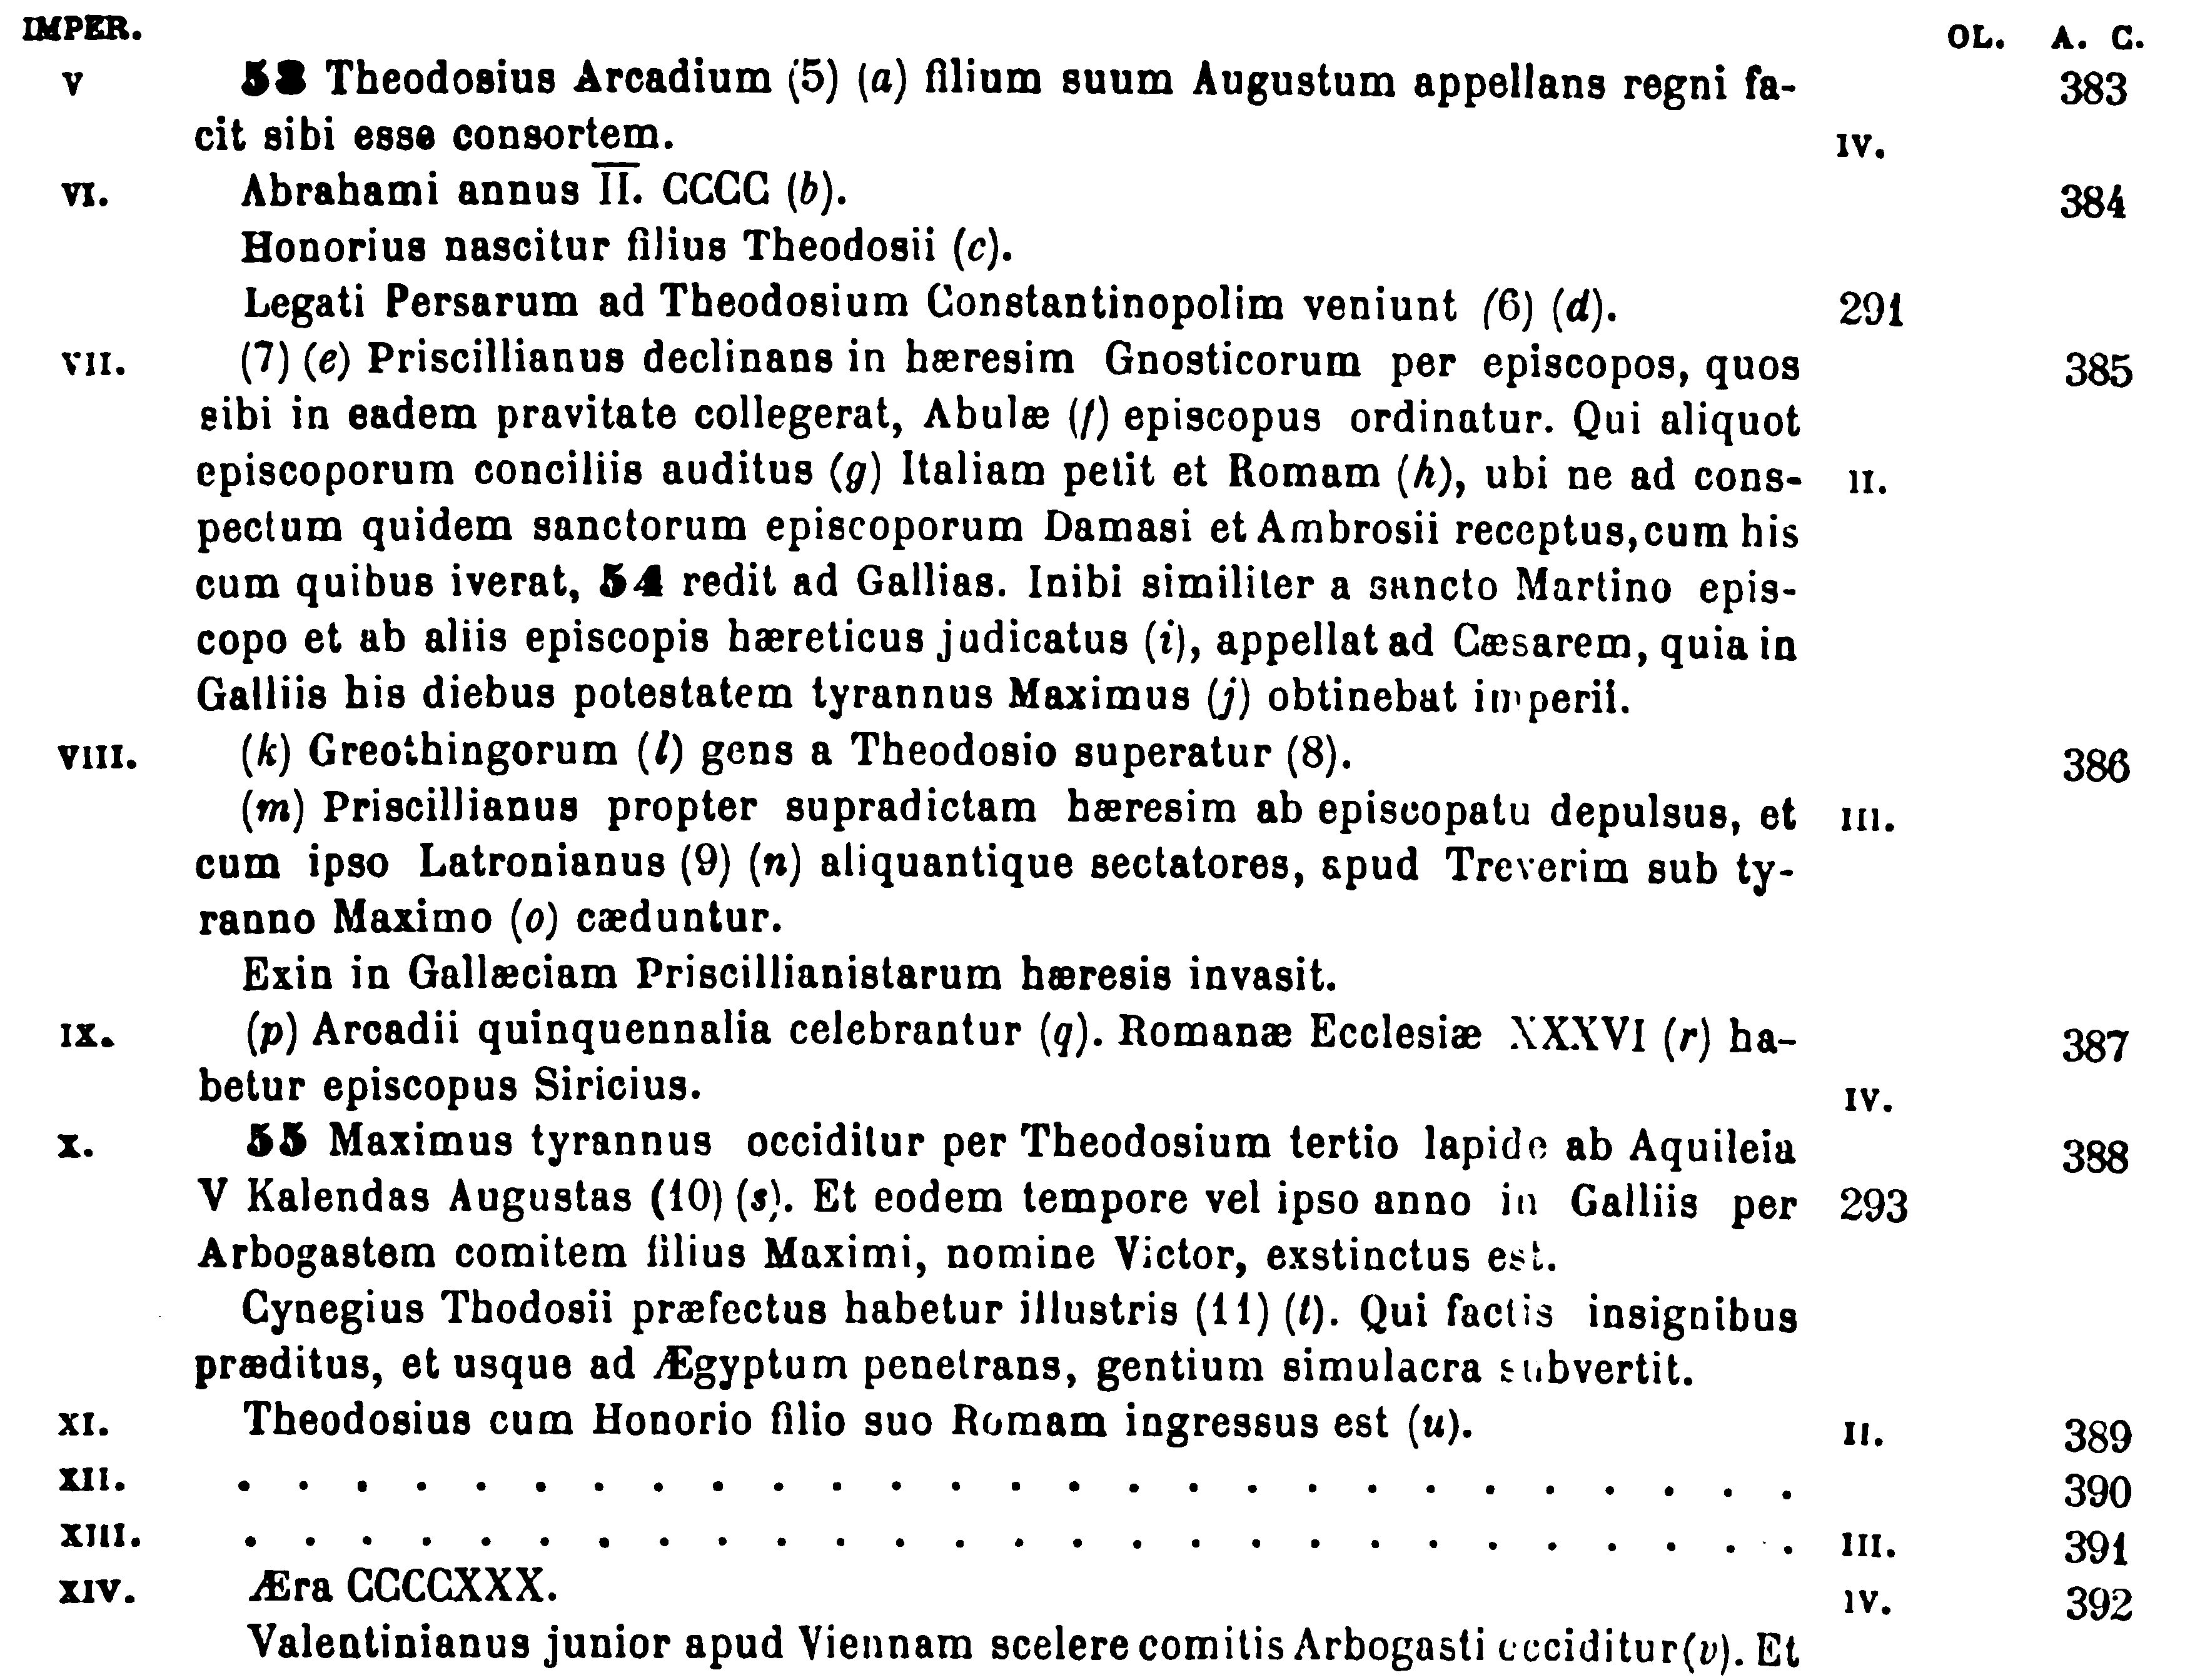 IMPER. OL. A. C.
V 53 Theodosius Arcadium (5) (a) filium suum Augustum appellans regni fa- 383
cit sibi esse consortem. IV.
VI. Abrahami annus I̅I̅. CCCC (b). 384
Honorius nascitur filius Theodosii (c).
Legati Persarum ad Theodosium Constantinopolim veniunt (6) (d). 291
VII. (7) (e) Priscillianus declinans in hæresim Gnosticorum per episcopos, quos 385
sibi in eadem pravitate collegerat, Abulæ (f) episcopus ordinatur. Qui aliquot
episcoporum conciliis auditus (g) Italiam petit et Romam (h), ubi ne ad cons- II.
pectum quidem sanctorum episcoporum Damasi et Ambrosii receptus, cum his
cum quibus iverat, 54 redit ad Gallias. Inibi similiter a sancto Martino epis-
copo et ab aliis episcopis hæreticus judicatus (i), appellat ad Cæsarem, quia in
Galliis his diebus potestatem tyrannus Maximus (j) obtinebat imperii.
VIII. (k) Greothingorum (l) gens a Theodosio superatur (8). 386
(m) Priscillianus propter supradictam hæresim ab episcopatu depulsus, et III.
cum ipso Latronianus (9) (n) aliquantique sectatores, apud Treverim sub ty-
ranno Maximo (o) cæduntur.
Exin in Gallæciam Priscillianistarum hæresis invasit.
IX. (p) Arcadii quinquennalia celebrantur (q). Romanæ Ecclesiæ XXXVI (r) ha- 387
betur episcopus Siricius. IV.
X. 55 Maximus tyrannus occiditur per Theodosium tertio lapide ab Aquileia 388
V Kalendas Augustas (10) (s). Et eodem tempore vel ipso anno in Galliis per 293
Arbogastem comitem filius Maximi, nomine Victor, exstinctus est.
Cynegius Thodosii præfectus habetur illustris (11) (t). Qui factis insignibus
præditus, et usque ad Ægyptum penetrans, gentium simulacra subvertit.
XI. Theodosius cum Honorio filio suo Romam ingressus est (u). II. 389
XII. . . . . . . . . . . . . . . . . . . . . . . . . . . . 390
XIII. . . . . . . . . . . . . . . . . . . . . . . . . . . . III. 391
XIV. Æra CCCCXXX. IV. 392
Valentinianus junior apud Viennam scelere comitis Arbogasti occiditur (v). Et